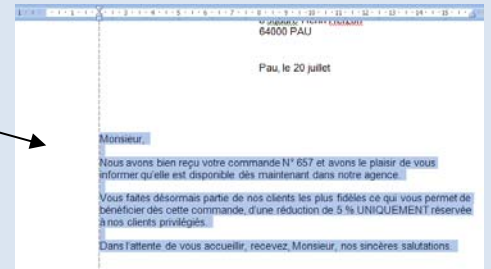 64000 PAU
Pau, le 20 juillet
Monsieur,
Nous avons bien reçu votre commande N° 657 et avons le plaisir de vous
informer qu'elle est disponible dès maintenant dans notre agence.
Vous faites désormais partie de nos clients les plus fidèles ce qui vous permet de
bénéficier dès cette commande, d'une réduction de 5 % UNIQUEMENT réservée
à nos clients privilégiés.
Dans l'attente de vous accueillir, recevez, Monsieur, nos sincères salutations.